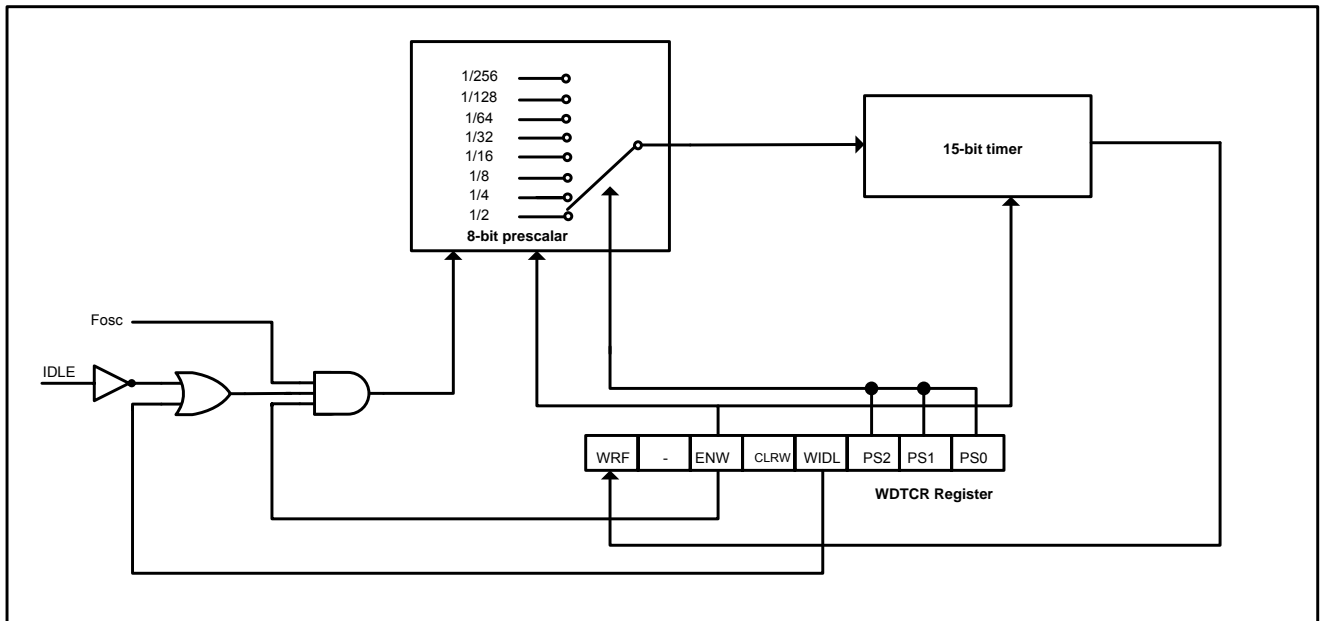 1/256
1/128
1/64
1/32
1/16
1/8
1/4
1/2
8-bit prescalar
15-bit timer
Fosc
IDLE
WRF - ENW CLRW WIDL PS2 PS1 PS0
WDTCR Register